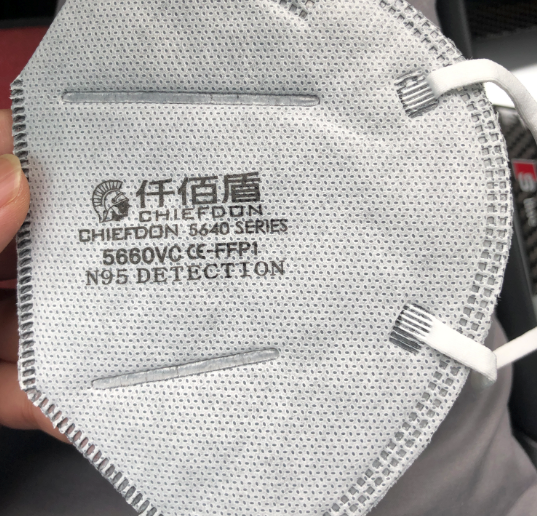 仟佰盾
CHIEFDON
CHIEFDON 5640 SERIES
5660VC CE-FFP1
N95 DETECTION
S